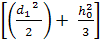 [(d₁²/2) + h₀²/3]